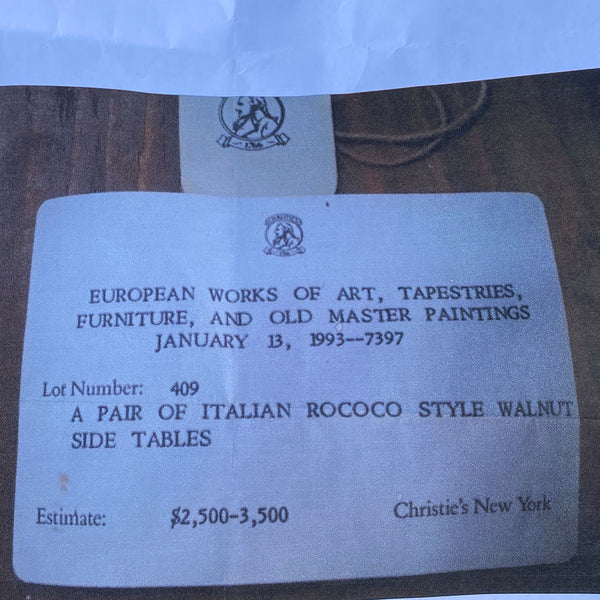 1766
EUROPEAN WORKS OF ART, TAPESTRIES,
FURNITURE, AND OLD MASTER PAINTINGS
JANUARY 13, 1993--7397
Lot Number: 409
A PAIR OF ITALIAN ROCOCO STYLE WALNUT
SIDE TABLES
Estimate: $2,500-3,500 Christie's New York